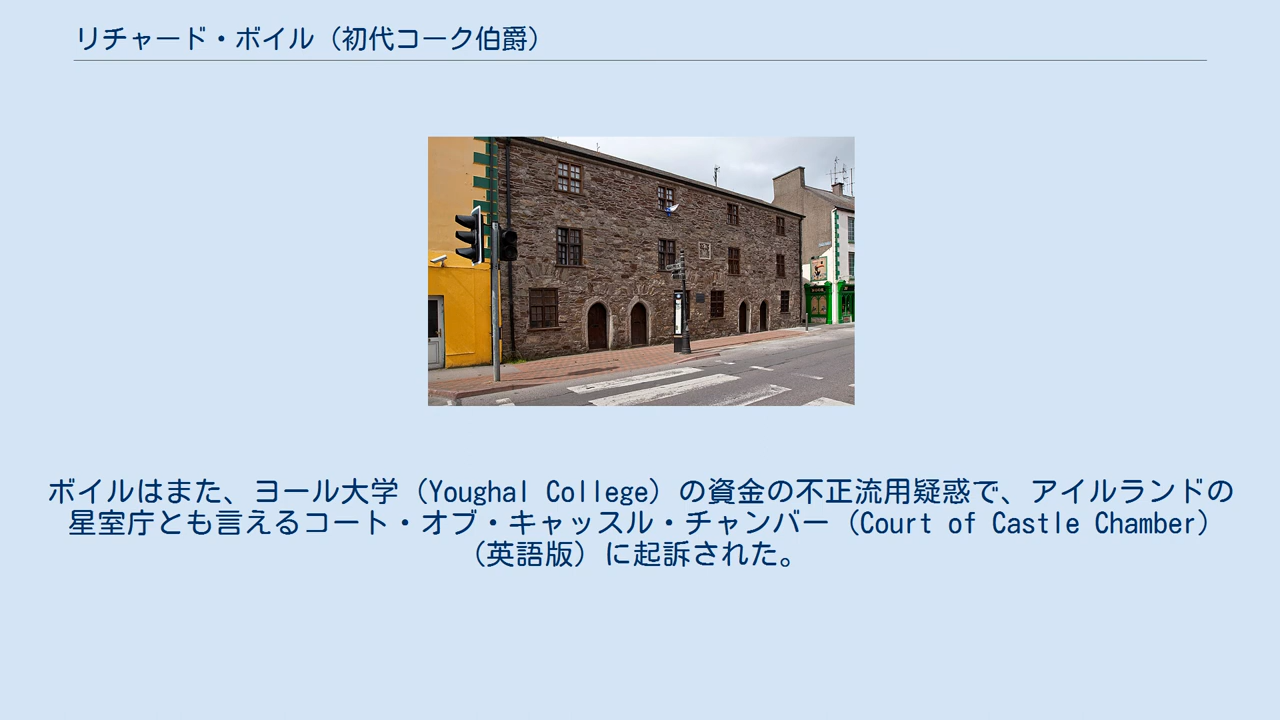 リチャード・ボイル（初代コーク伯爵）
ボイルはまた、ヨール大学（Youghal College）の資金の不正流用疑惑で、アイルランドの
星室庁とも言えるコート・オブ・キャッスル・チャンバー（Court of Castle Chamber）
（英語版）に起訴された。